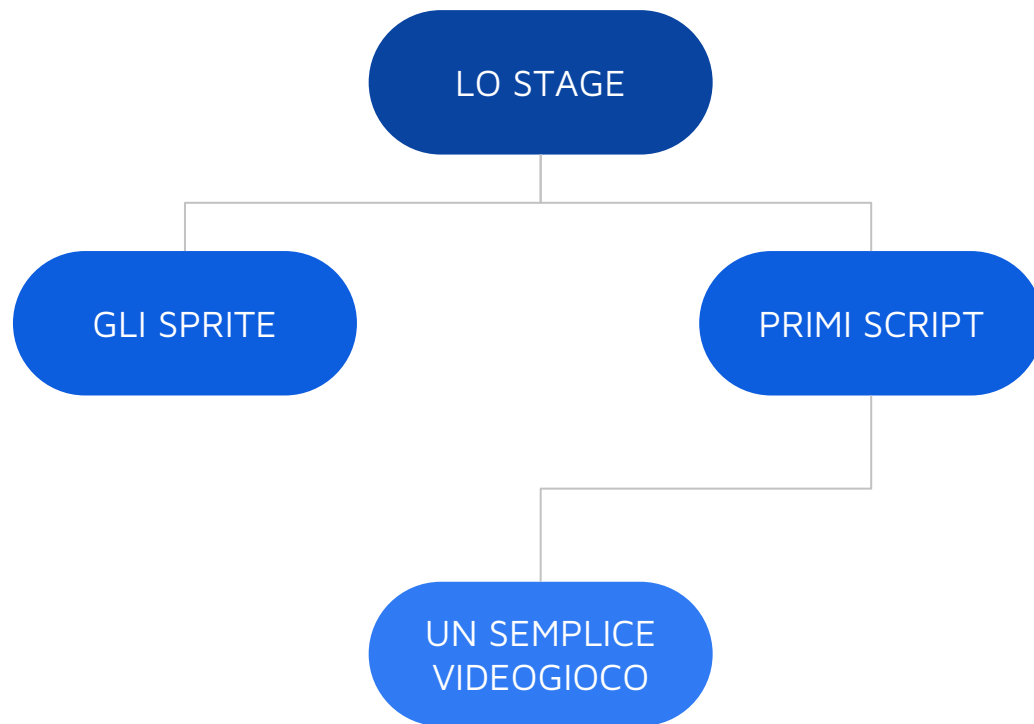 LO STAGE
GLI SPRITE
PRIMI SCRIPT
UN SEMPLICE
VIDEOGIOCO